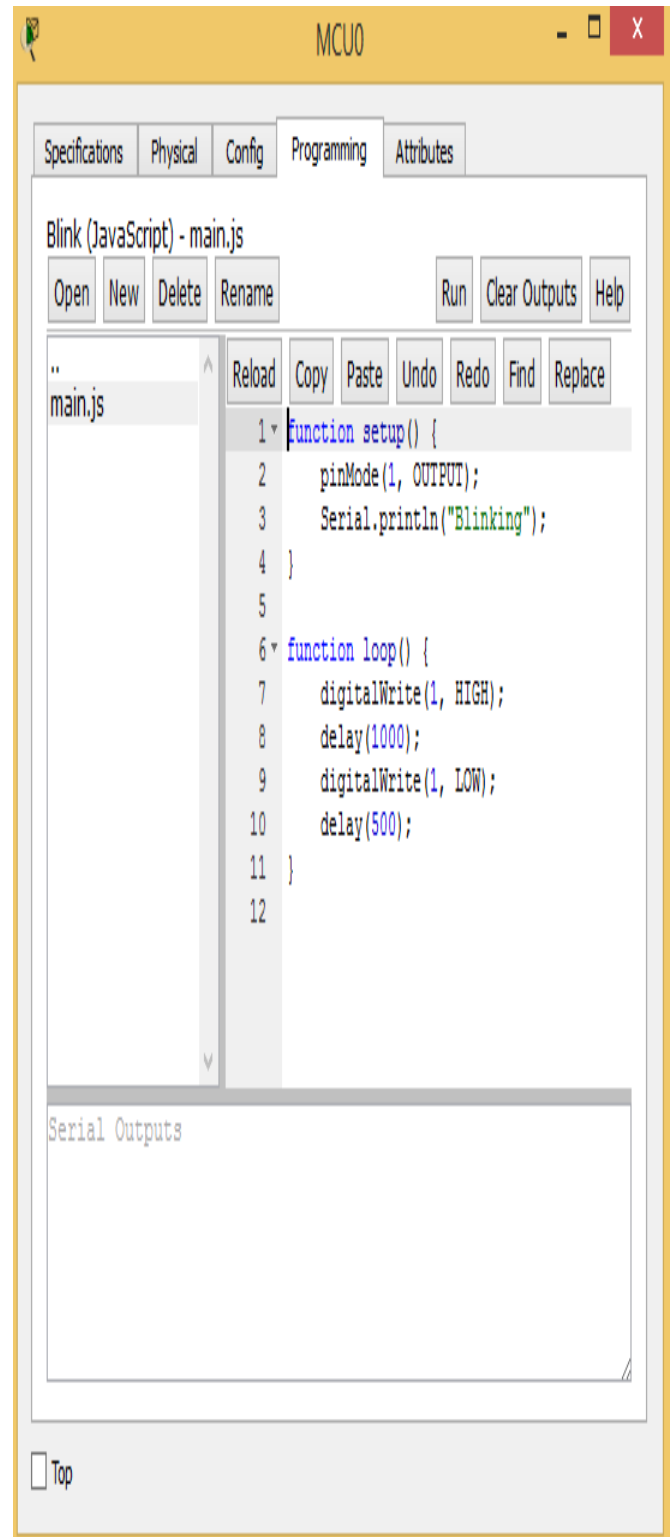 MCU0
X
Specifications Physical Config Programming Attributes
Blink (JavaScript) - main.js
Open New Delete Rename Run Clear Outputs Help
..
main.js
Reload Copy Paste Undo Redo Find Replace
1 function setup() {
2 pinMode(1, OUTPUT);
3 Serial.println("Blinking");
4 }
5
6 function loop() {
7 digitalWrite(1, HIGH);
8 delay(1000);
9 digitalWrite(1, LOW);
10 delay(500);
11 }
12
Serial Outputs
Top